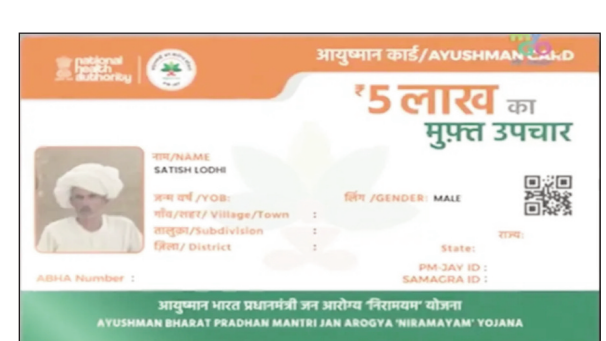 national
health
authority
आयुष्मान कार्ड/AYUSHMAN CARD
₹5 लाख का
मुफ़्त उपचार
नाम/NAME
SATISH LODHI
जन्म वर्ष /YOB:
लिंग /GENDER: MALE
गाँव/शहर/ Village/Town :
तालुका/Subdivision :
ज़िला/ District :
राज्य:
State:
PM-JAY ID :
SAMAGRA ID :
ABHA Number :
आयुष्मान भारत प्रधानमंत्री जन आरोग्य 'निरामयम' योजना
AYUSHMAN BHARAT PRADHAN MANTRI JAN AROGYA 'NIRAMAYAM' YOJANA